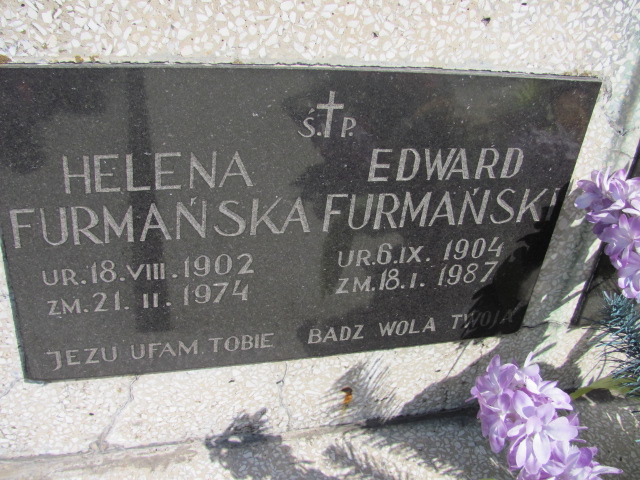 Ś.†P.
HELENA
FURMAŃSKA
UR.18.VIII.1902
ZM.21.II.1974
JEZU UFAM TOBIE
EDWARD
FURMAŃSKI
UR.6.IX.1904
ZM.18.I.1987
BADZ WOLA TWOJA